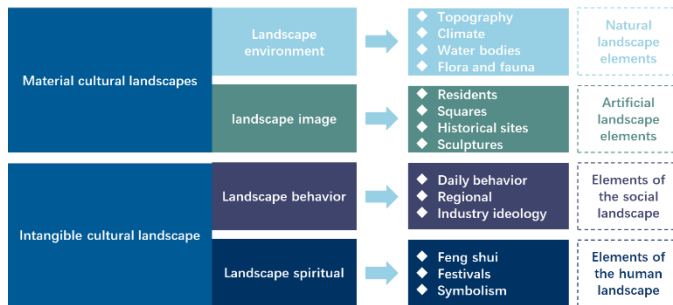 Material cultural landscapes
Landscape
environment
Topography
Climate
Water bodies
Flora and fauna
Natural
landscape
elements
landscape image
Residents
Squares
Historical sites
Sculptures
Artificial
landscape
elements
Intangible cultural landscape
Landscape behavior
Daily behavior
Regional
Industry ideology
Elements of
the social
landscape
Landscape spiritual
Feng shui
Festivals
Symbolism
Elements of
the human
landscape